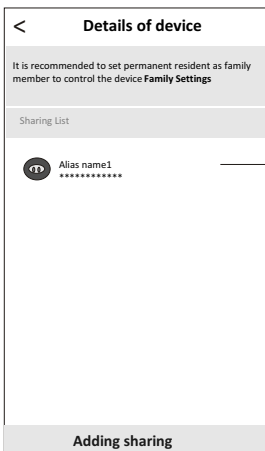 < Details of device
It is recommended to set permanent resident as family
member to control the device Family Settings
Sharing List
Alias name1
************
Adding sharing